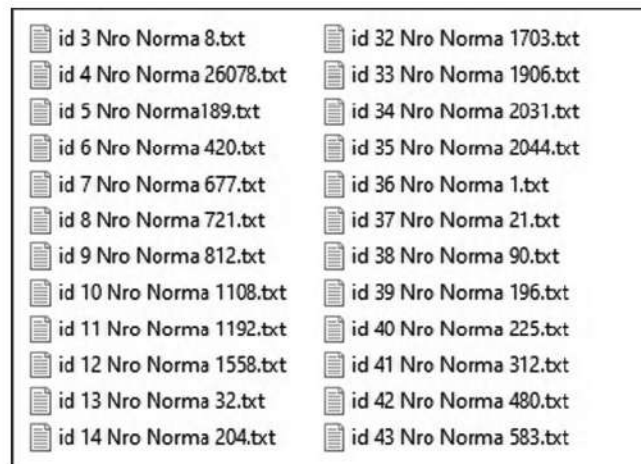 id 3 Nro Norma 8.txt
id 4 Nro Norma 26078.txt
id 5 Nro Norma189.txt
id 6 Nro Norma 420.txt
id 7 Nro Norma 677.txt
id 8 Nro Norma 721.txt
id 9 Nro Norma 812.txt
id 10 Nro Norma 1108.txt
id 11 Nro Norma 1192.txt
id 12 Nro Norma 1558.txt
id 13 Nro Norma 32.txt
id 14 Nro Norma 204.txt
id 32 Nro Norma 1703.txt
id 33 Nro Norma 1906.txt
id 34 Nro Norma 2031.txt
id 35 Nro Norma 2044.txt
id 36 Nro Norma 1.txt
id 37 Nro Norma 21.txt
id 38 Nro Norma 90.txt
id 39 Nro Norma 196.txt
id 40 Nro Norma 225.txt
id 41 Nro Norma 312.txt
id 42 Nro Norma 480.txt
id 43 Nro Norma 583.txt